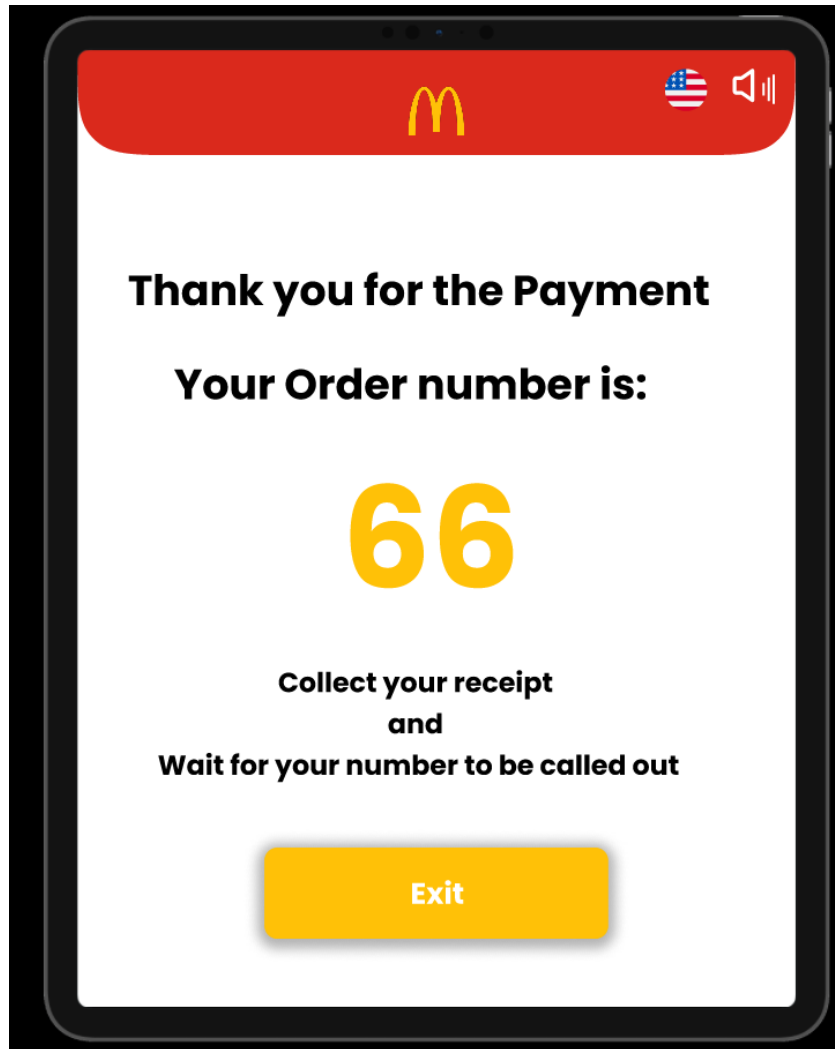 Thank you for the Payment
Your Order number is:
66
Collect your receipt
and
Wait for your number to be called out
Exit